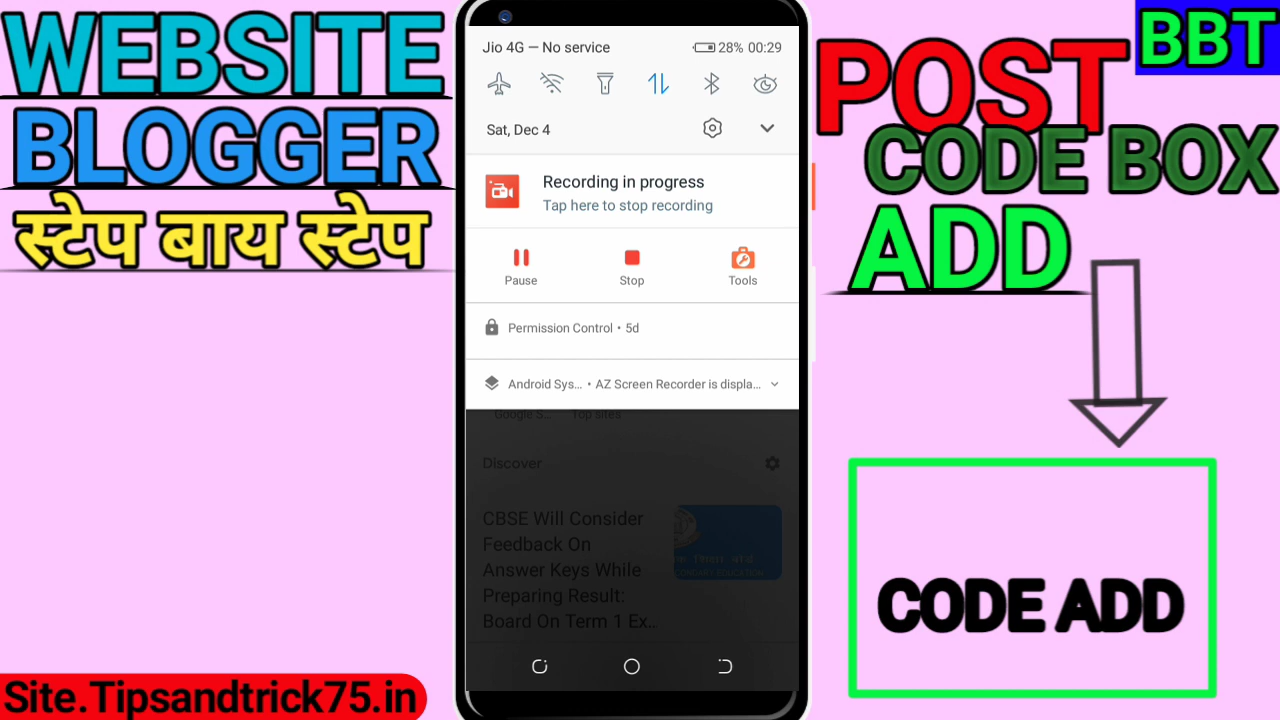 WEBSITE
BLOGGER
स्टेप बाय स्टेप
Site.Tipsandtrick75.in
Jio 4G — No service
28% 00:29
Sat, Dec 4
Recording in progress
Tap here to stop recording
Pause
Stop
Tools
Permission Control • 5d
Android Sys... • AZ Screen Recorder is displa...
Google S... Top sites
Discover
CBSE Will Consider
Feedback On
Answer Keys While
Preparing Result:
Board On Term 1 Ex..
BBT
POST
CODE BOX
ADD
CODE ADD